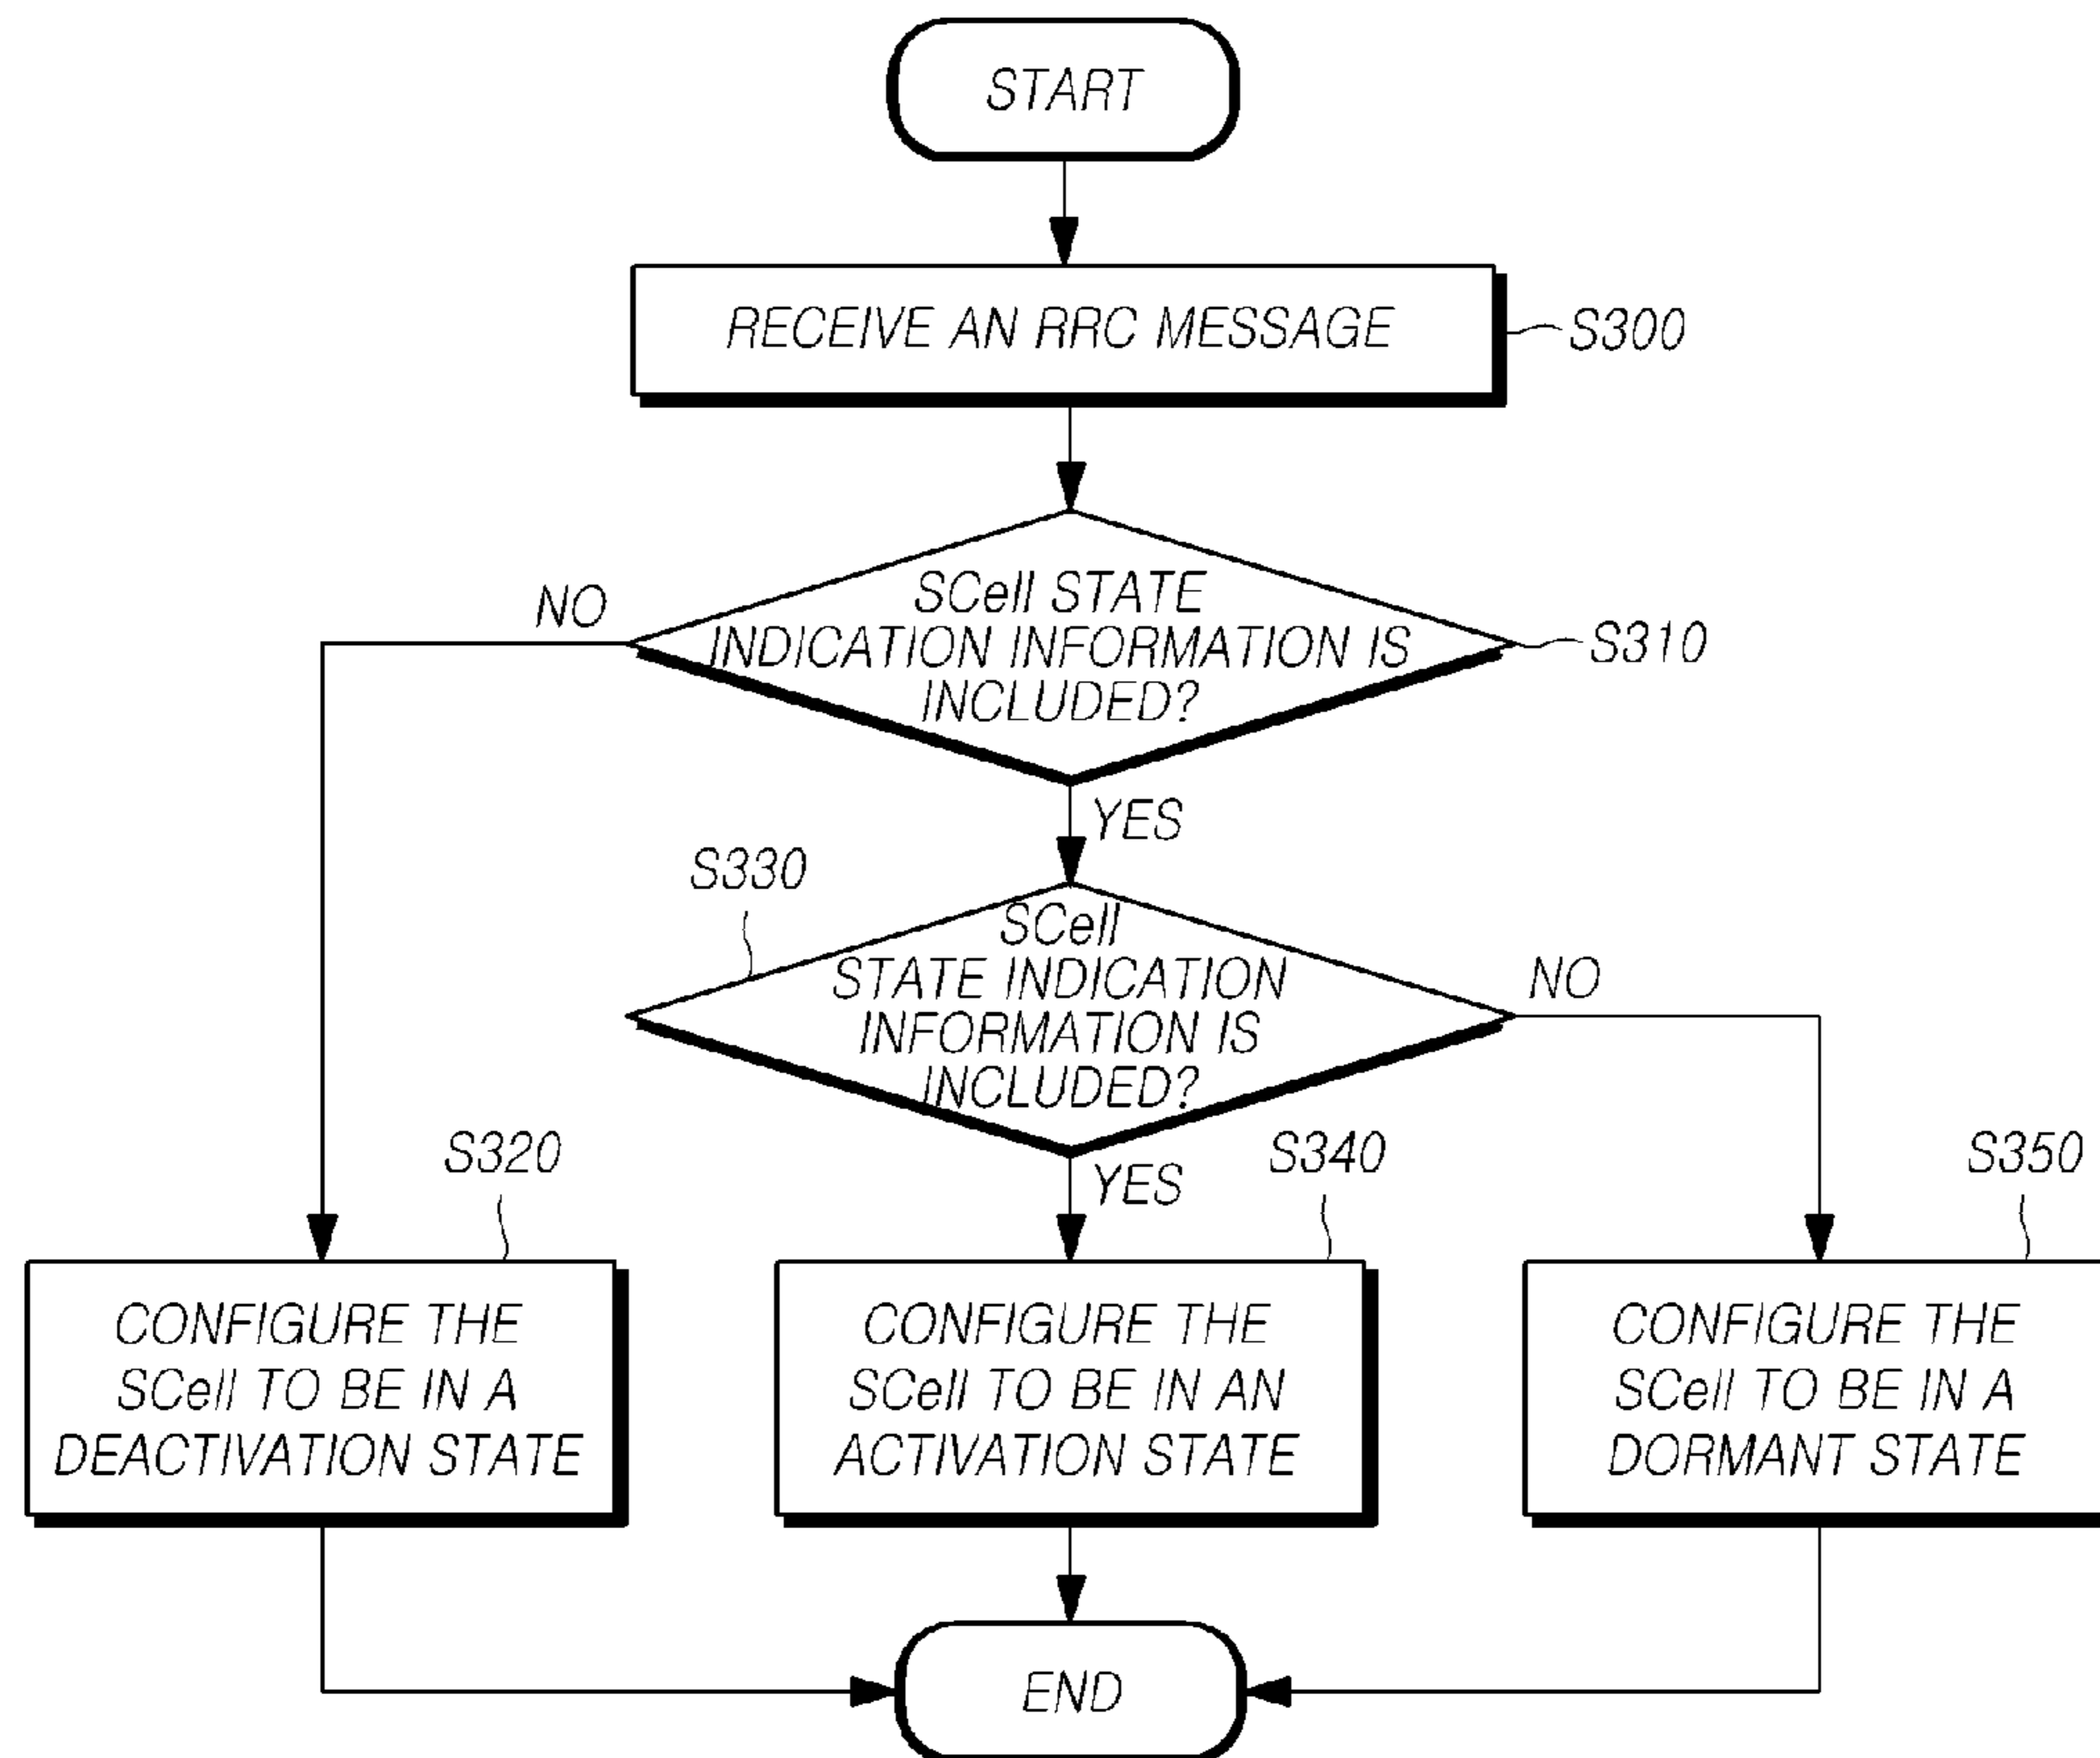 START
RECEIVE AN RRC MESSAGE
S300
SCell STATE
INDICATION INFORMATION IS
INCLUDED?
S310
NO
YES
S330
SCell
STATE INDICATION
INFORMATION IS
INCLUDED?
NO
YES
S320
CONFIGURE THE
SCell TO BE IN A
DEACTIVATION STATE
S340
CONFIGURE THE
SCell TO BE IN AN
ACTIVATION STATE
S350
CONFIGURE THE
SCell TO BE IN A
DORMANT STATE
END